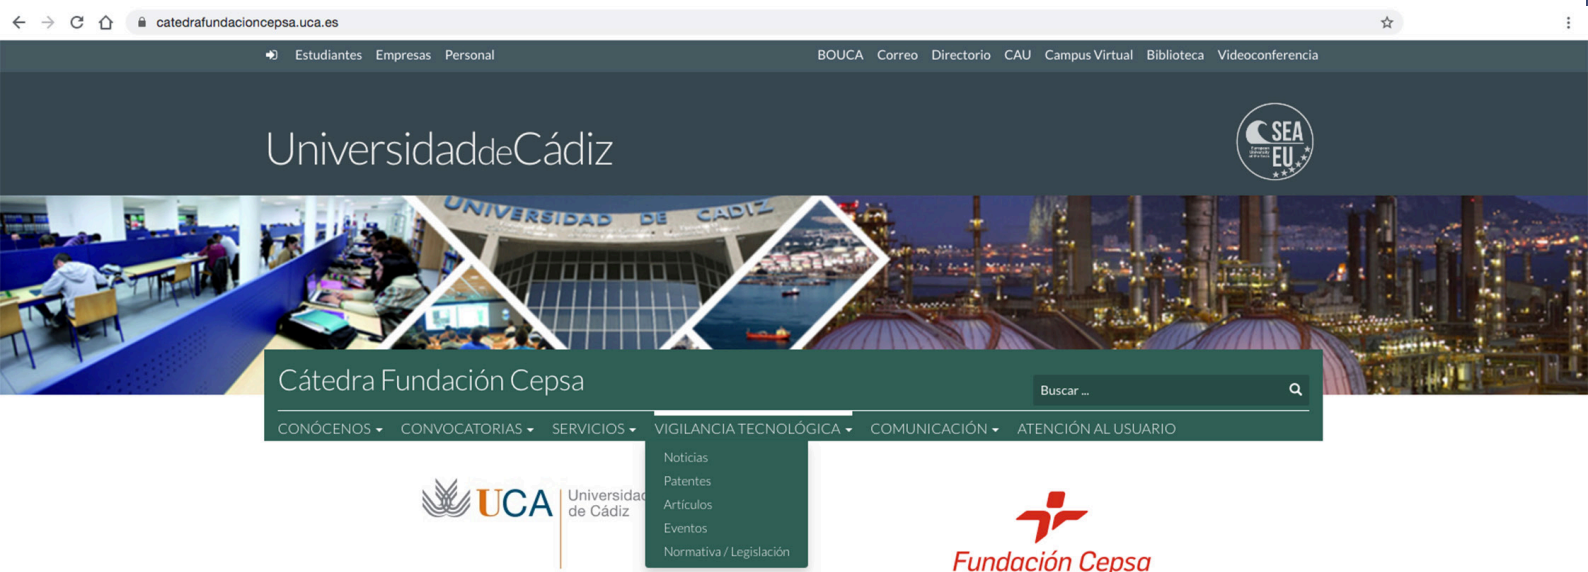 catedrafundacioncepsa.uca.es
Estudiantes Empresas Personal BOUCA Correo Directorio CAU Campus Virtual Biblioteca Videoconferencia
UniversidaddeCádiz
SEA
EU
UNIVERSIDAD DE CADIZ
Cátedra Fundación Cepsa
Buscar ...
CONÓCENOS CONVOCATORIAS SERVICIOS VIGILANCIA TECNOLÓGICA COMUNICACIÓN ATENCIÓN AL USUARIO
Noticias
Patentes
Artículos
Eventos
Normativa / Legislación
UCA
Universidad
de Cádiz
Fundación Cepsa